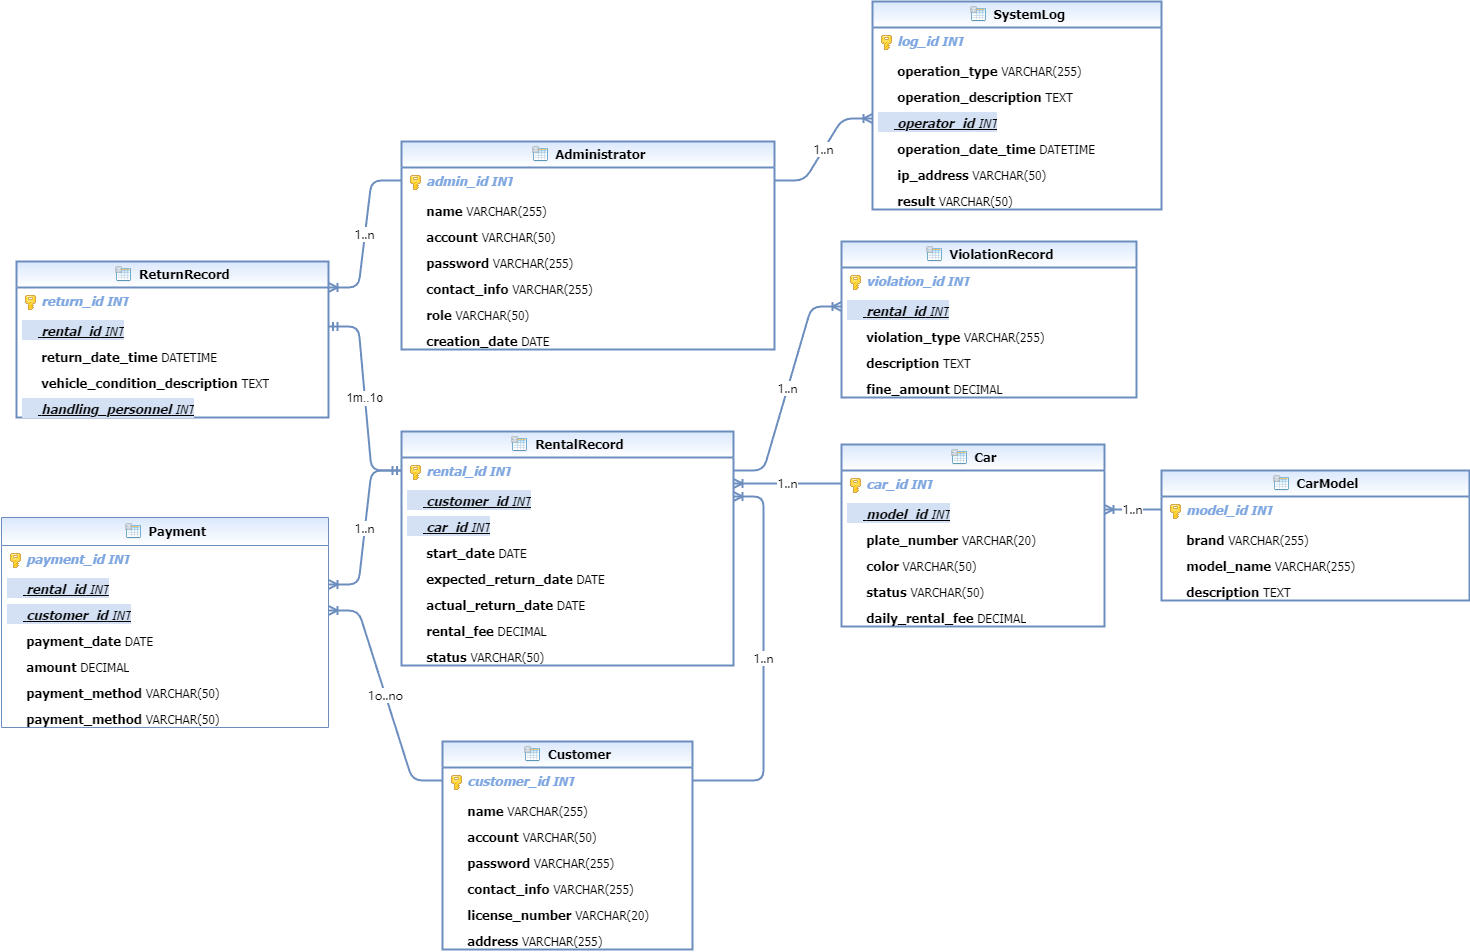 SystemLog
log_id INT
operation_type VARCHAR(255)
operation_description TEXT
operator_id INT
operation_date_time DATETIME
ip_address VARCHAR(50)
result VARCHAR(50)
1..n
Administrator
admin_id INT
name VARCHAR(255)
account VARCHAR(50)
password VARCHAR(255)
contact_info VARCHAR(255)
role VARCHAR(50)
creation_date DATE
1..n
ReturnRecord
return_id INT
rental_id INT
return_date_time DATETIME
vehicle_condition_description TEXT
handling_personnel INT
1m..1o
ViolationRecord
violation_id INT
rental_id INT
violation_type VARCHAR(255)
description TEXT
fine_amount DECIMAL
1..n
RentalRecord
rental_id INT
customer_id INT
car_id INT
start_date DATE
expected_return_date DATE
actual_return_date DATE
rental_fee DECIMAL
status VARCHAR(50)
1..n
Car
car_id INT
model_id INT
plate_number VARCHAR(20)
color VARCHAR(50)
status VARCHAR(50)
daily_rental_fee DECIMAL
1..n
CarModel
model_id INT
brand VARCHAR(255)
model_name VARCHAR(255)
description TEXT
1..n
Payment
payment_id INT
rental_id INT
customer_id INT
payment_date DATE
amount DECIMAL
payment_method VARCHAR(50)
payment_method VARCHAR(50)
1o..no
1..n
Customer
customer_id INT
name VARCHAR(255)
account VARCHAR(50)
password VARCHAR(255)
contact_info VARCHAR(255)
license_number VARCHAR(20)
address VARCHAR(255)